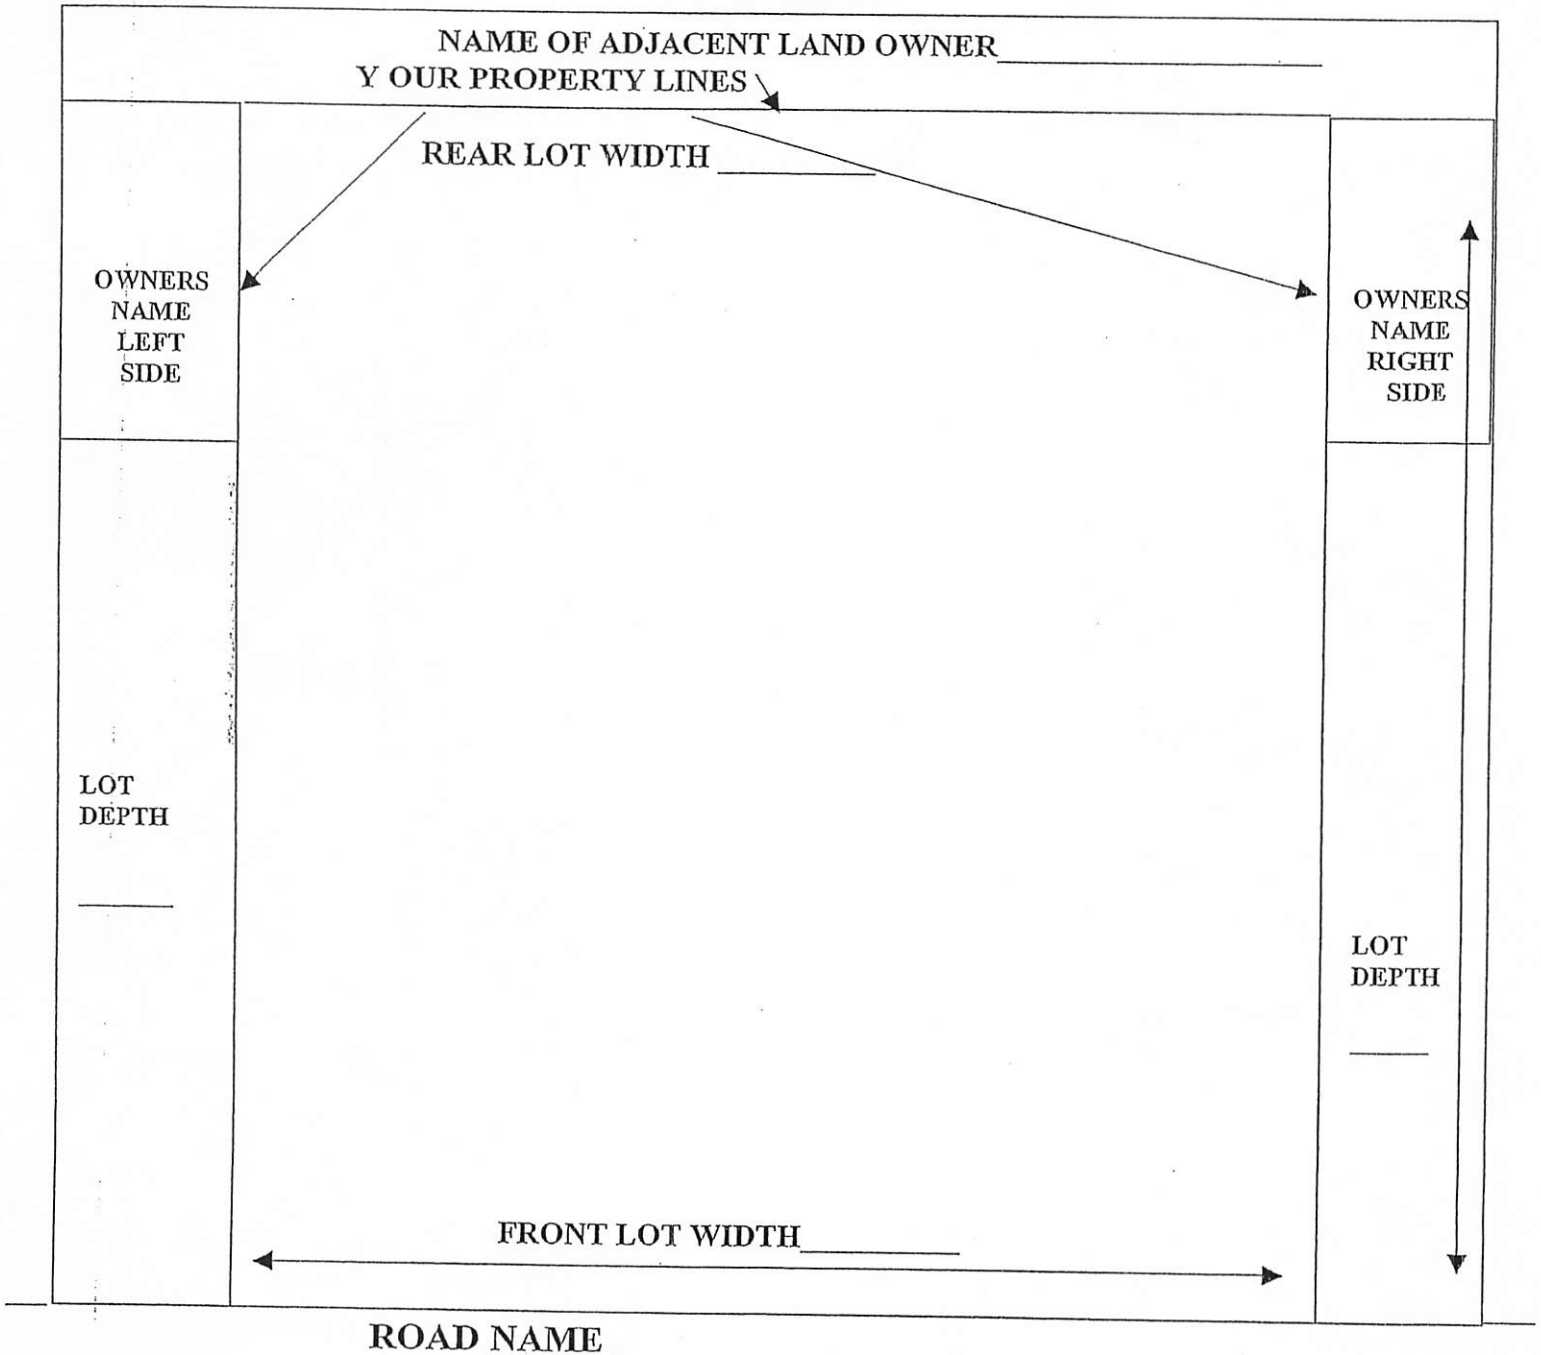 NAME OF ADJACENT LAND OWNER
Y OUR PROPERTY LINES
REAR LOT WIDTH
OWNERS
NAME
LEFT
SIDE
OWNERS
NAME
RIGHT
SIDE
LOT
DEPTH
LOT
DEPTH
FRONT LOT WIDTH
ROAD NAME